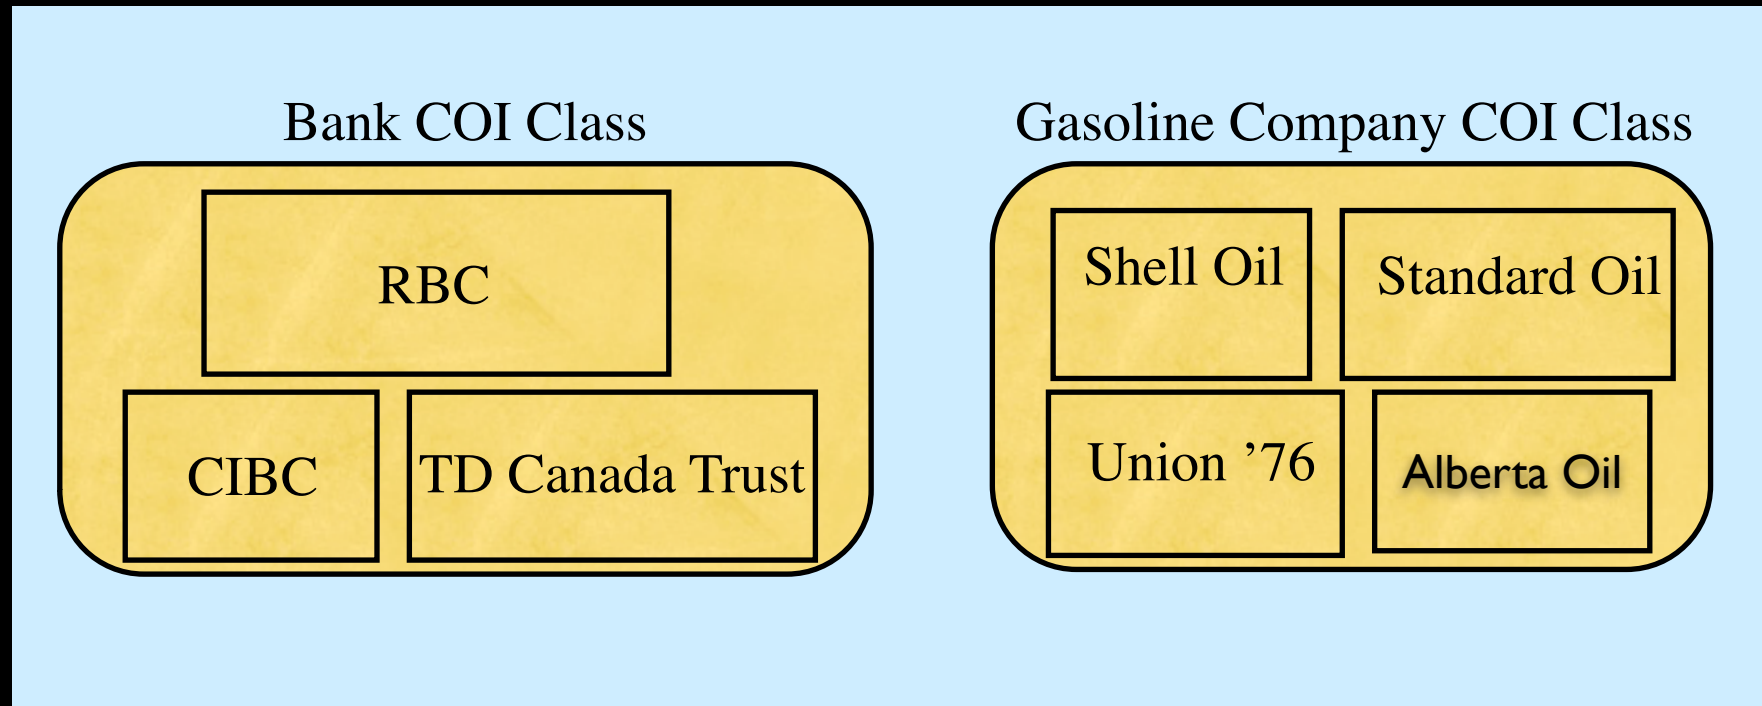 Bank COI Class
RBC
CIBC
TD Canada Trust
Gasoline Company COI Class
Shell Oil
Standard Oil
Union ’76
Alberta Oil